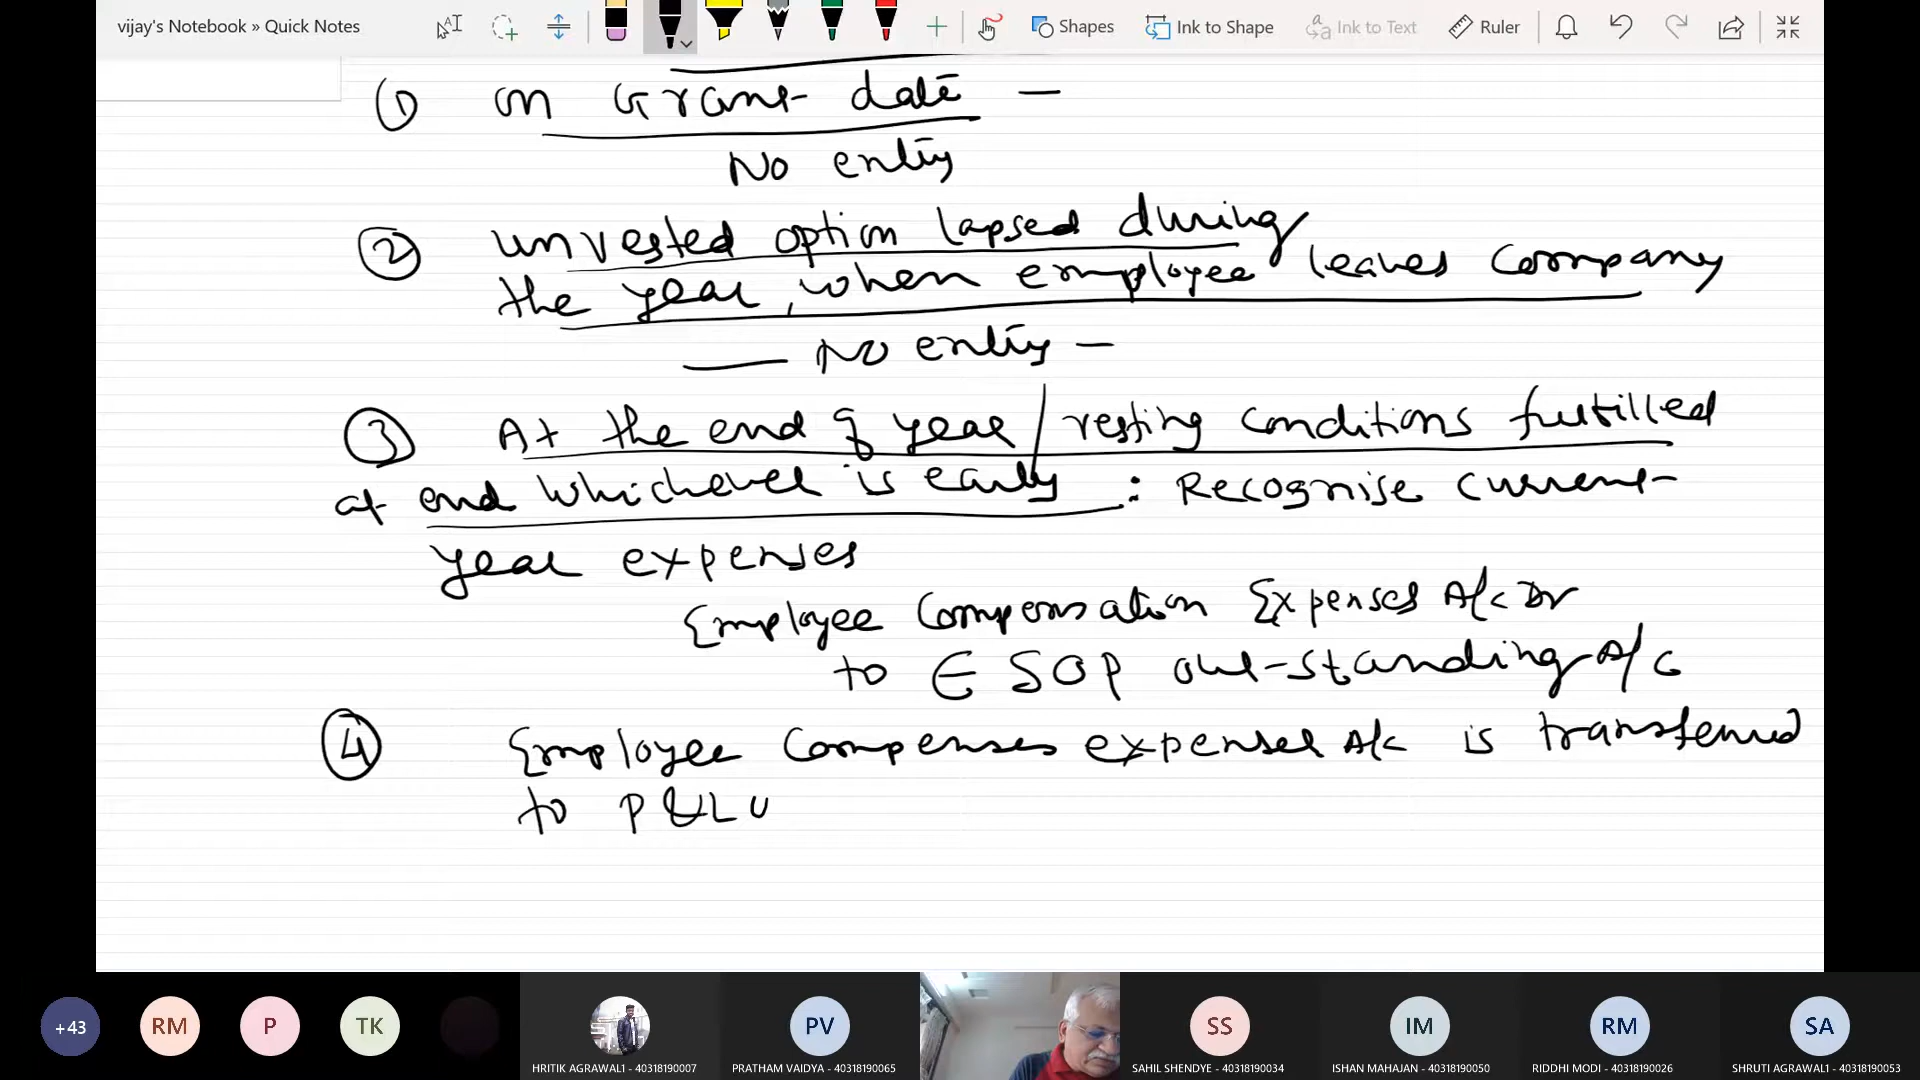 vijay's Notebook » Quick Notes
Shapes
Ink to Shape
Ink to Text
Ruler
① on Grant date —
No entry
② unvested option lapsed during
the year, when employee leaves company
— No entry —
③ At the end of year / vesting conditions fulfilled
at end whichever is early : Recognise current
year expenses
Employee Compensation Expenses A/c Dr
to ESOP out-standing A/c
④ Employee Compenses expenses A/c is transferred
to P&L
+43
RM
P
TK
HRITIK AGRAWAL1 - 40318190007
PV
PRATHAM VAIDYA - 40318190065
SS
SAHIL SHENDYE - 40318190034
IM
ISHAN MAHAJAN - 40318190050
RM
RIDDHI MODI - 40318190026
SA
SHRUTI AGRAWAL1 - 40318190053